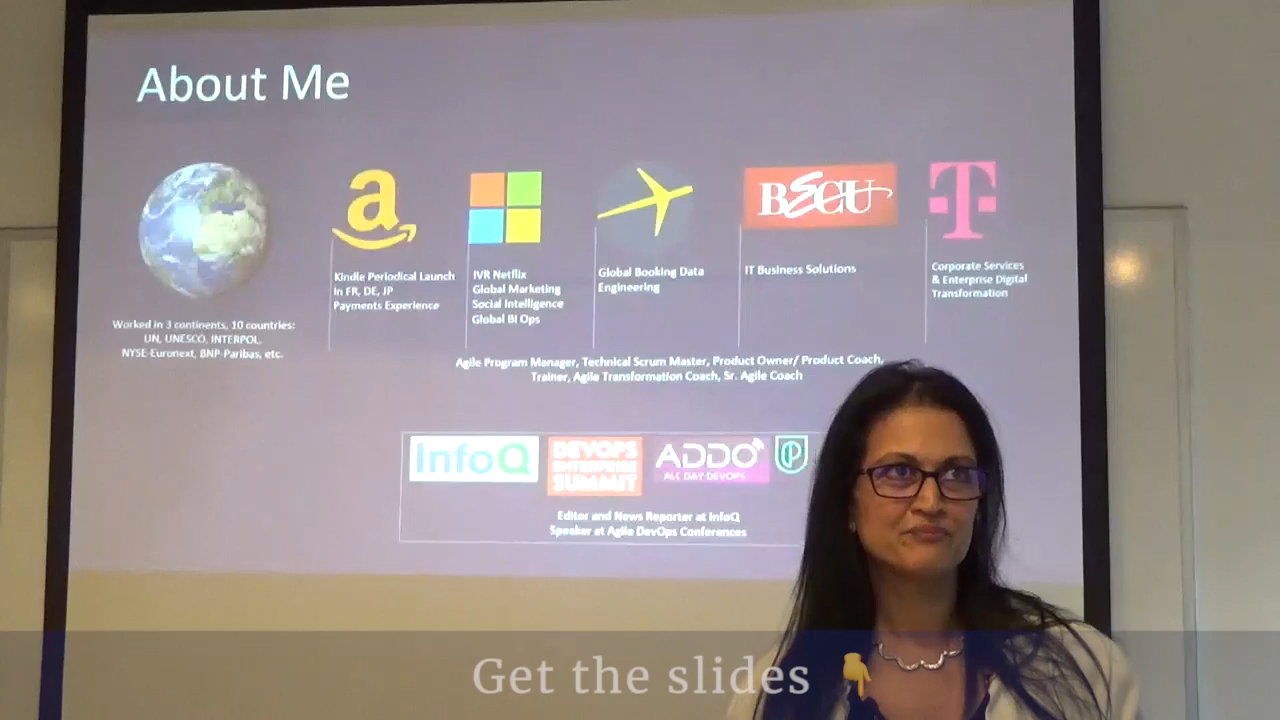 About Me
a
BECU
T
Kindle Periodical Launch
in FR, DE, JP
Payments Experience
IVR Netflix
Global Marketing
Social Intelligence
Global BI Ops
Global Booking Data
Engineering
IT Business Solutions
Corporate Services
& Enterprise Digital
Transformation
Worked in 3 continents, 10 countries:
UN, UNESCO, INTERPOL,
NYSE-Euronext, BNP-Paribas, etc.
Agile Program Manager, Technical Scrum Master, Product Owner/ Product Coach,
Trainer, Agile Transformation Coach, Sr. Agile Coach
InfoQ
DEVOPS
ENTERPRISE
SUMMIT
ADDO
ALL DAY DEVOPS
P
Editor and News Reporter at InfoQ
Speaker at Agile DevOps Conferences
Get the slides 👇